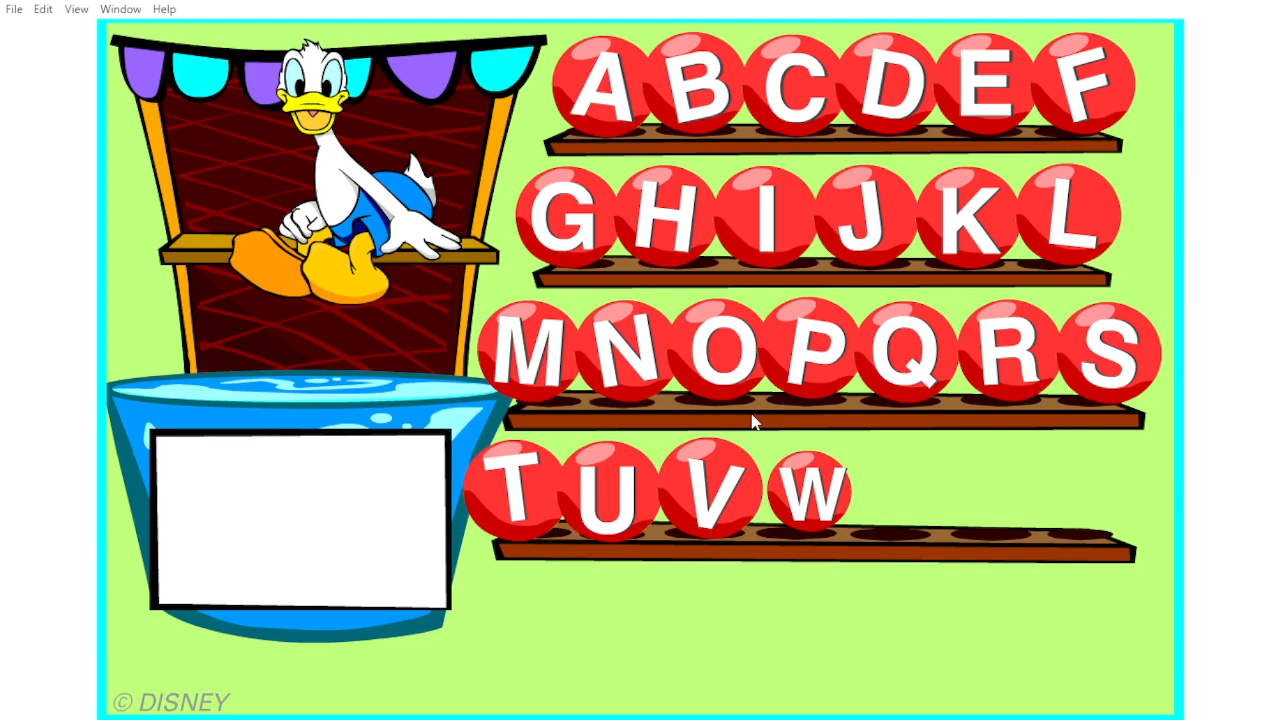 File Edit View Window Help
A B C D E F
G H I J K L
M N O P Q R S
T U V W
© DISNEY